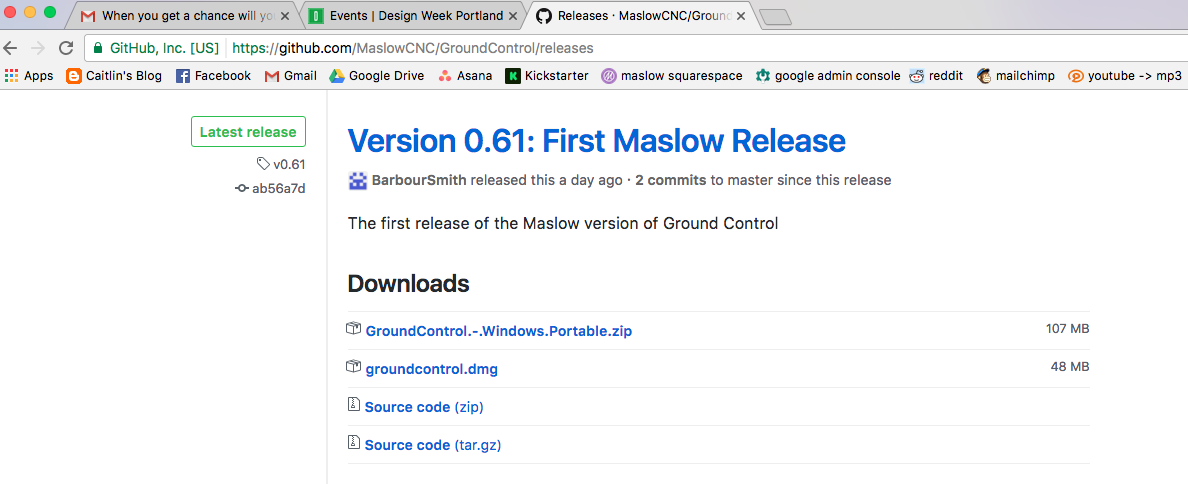 When you get a chance will yo
Events | Design Week Portland
Releases · MaslowCNC/Ground
GitHub, Inc. [US] https://github.com/MaslowCNC/GroundControl/releases
Apps Caitlin's Blog Facebook Gmail Google Drive Asana Kickstarter maslow squarespace google admin console reddit mailchimp youtube -> mp3
Latest release
v0.61
ab56a7d
Version 0.61: First Maslow Release
BarbourSmith released this a day ago · 2 commits to master since this release
The first release of the Maslow version of Ground Control
Downloads
GroundControl.-.Windows.Portable.zip 107 MB
groundcontrol.dmg 48 MB
Source code (zip)
Source code (tar.gz)